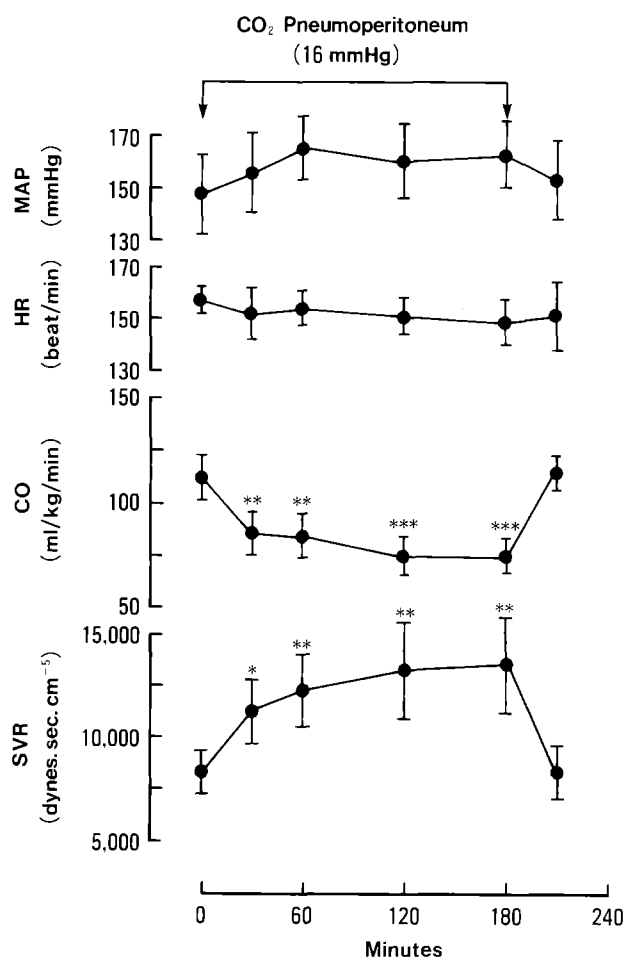 CO₂ Pneumoperitoneum
(16 mmHg)
MAP
(mmHg)
170
150
130
HR
(beat/min)
170
150
130
CO
(ml/kg/min)
150
100
50
** ** *** ***
SVR
(dynes.sec.cm⁻⁵)
15,000
10,000
5,000
* ** ** **
0 60 120 180 240
Minutes